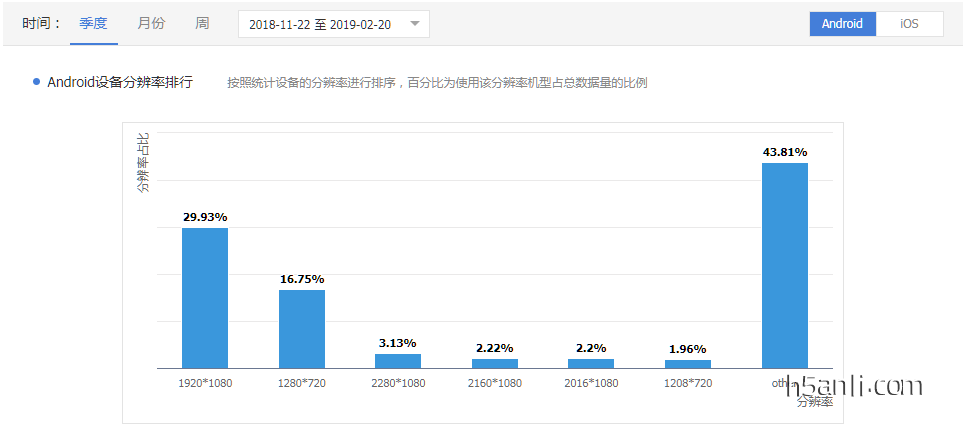 时间： 季度 月份 周 2018-11-22 至 2019-02-20 Android iOS
Android设备分辨率排行 按照统计设备的分辨率进行排序，百分比为使用该分辨率机型占总数据量的比例
分辨率占比
29.93% 16.75% 3.13% 2.22% 2.2% 1.96% 43.81%
1920*1080 1280*720 2280*1080 2160*1080 2016*1080 1208*720
h5anli.com
分辨率